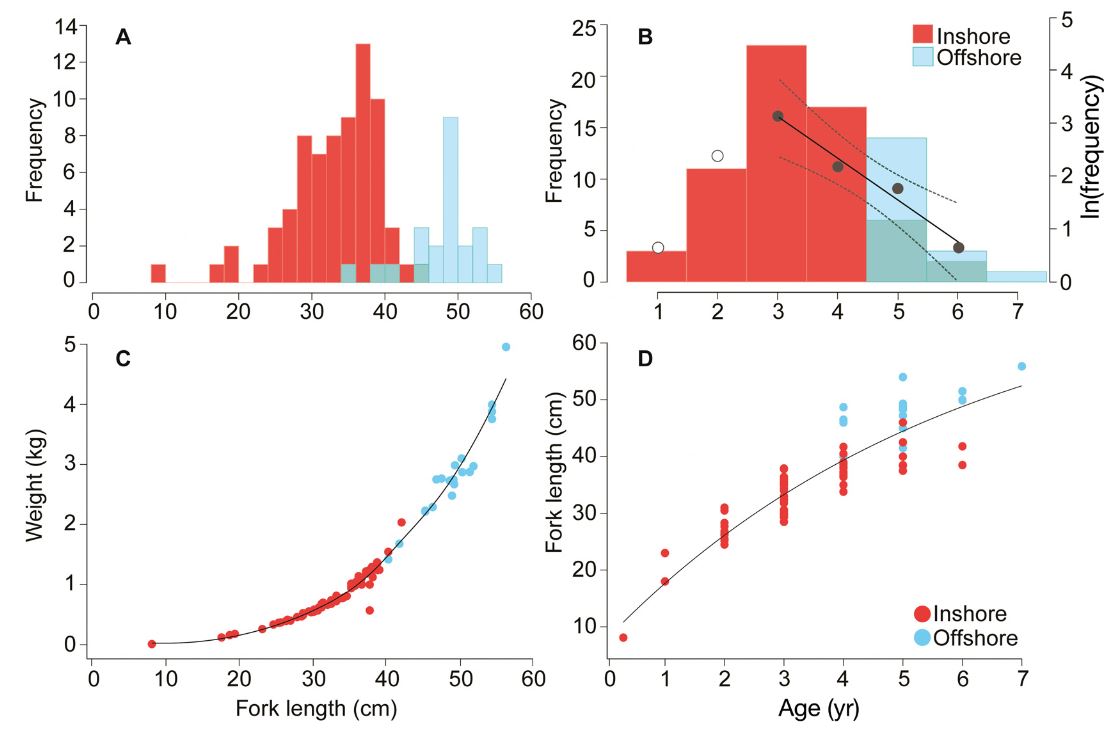 A
Frequency
14
12
10
8
6
4
2
0
0 10 20 30 40 50 60
B
Inshore
Offshore
Frequency
25
20
15
10
5
0
1 2 3 4 5 6 7
ln(frequency)
5
4
3
2
1
0
C
Weight (kg)
5
4
3
2
1
0
0 10 20 30 40 50 60
Fork length (cm)
D
Fork length (cm)
60
50
40
30
20
10
Inshore
Offshore
0 1 2 3 4 5 6 7
Age (yr)